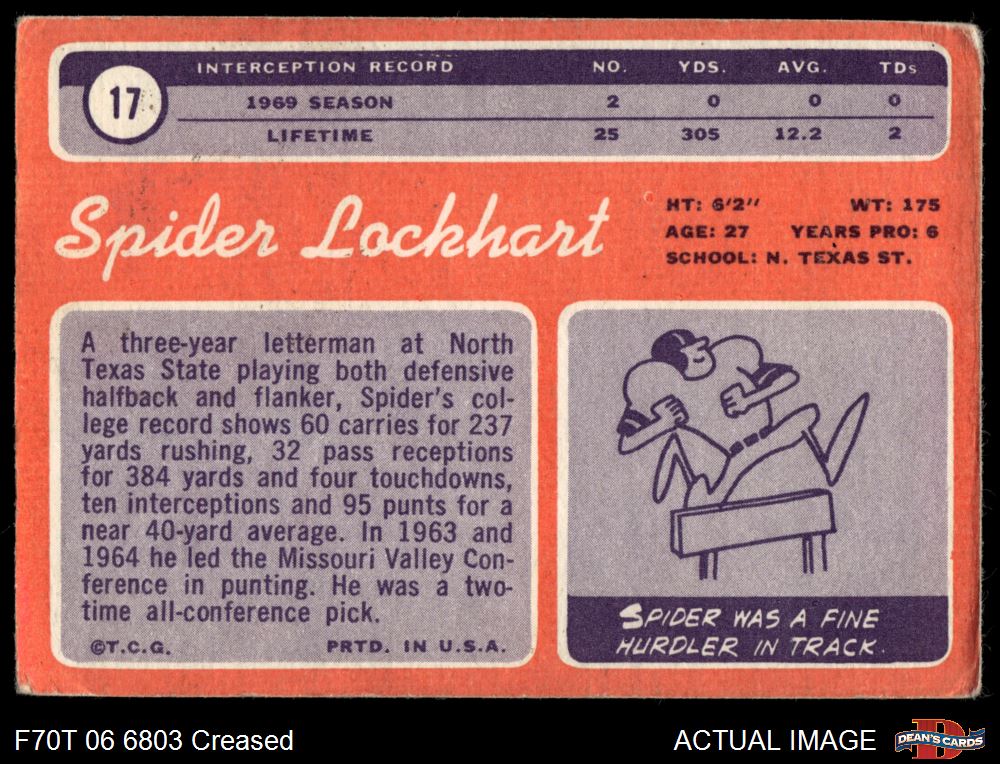 17
INTERCEPTION RECORD NO. YDS. AVG. TDs
1969 SEASON 2 0 0 0
LIFETIME 25 305 12.2 2
Spider Lockhart
HT: 6'2" WT: 175
AGE: 27 YEARS PRO: 6
SCHOOL: N. TEXAS ST.
A three-year letterman at North
Texas State playing both defensive
halfback and flanker, Spider's col-
lege record shows 60 carries for 237
yards rushing, 32 pass receptions
for 384 yards and four touchdowns,
ten interceptions and 95 punts for a
near 40-yard average. In 1963 and
1964 he led the Missouri Valley Con-
ference in punting. He was a two-
time all-conference pick.
©T.C.G. PRTD. IN U.S.A.
SPIDER WAS A FINE
HURDLER IN TRACK.
F70T 06 6803 Creased ACTUAL IMAGE
D
DEAN'S CARDS